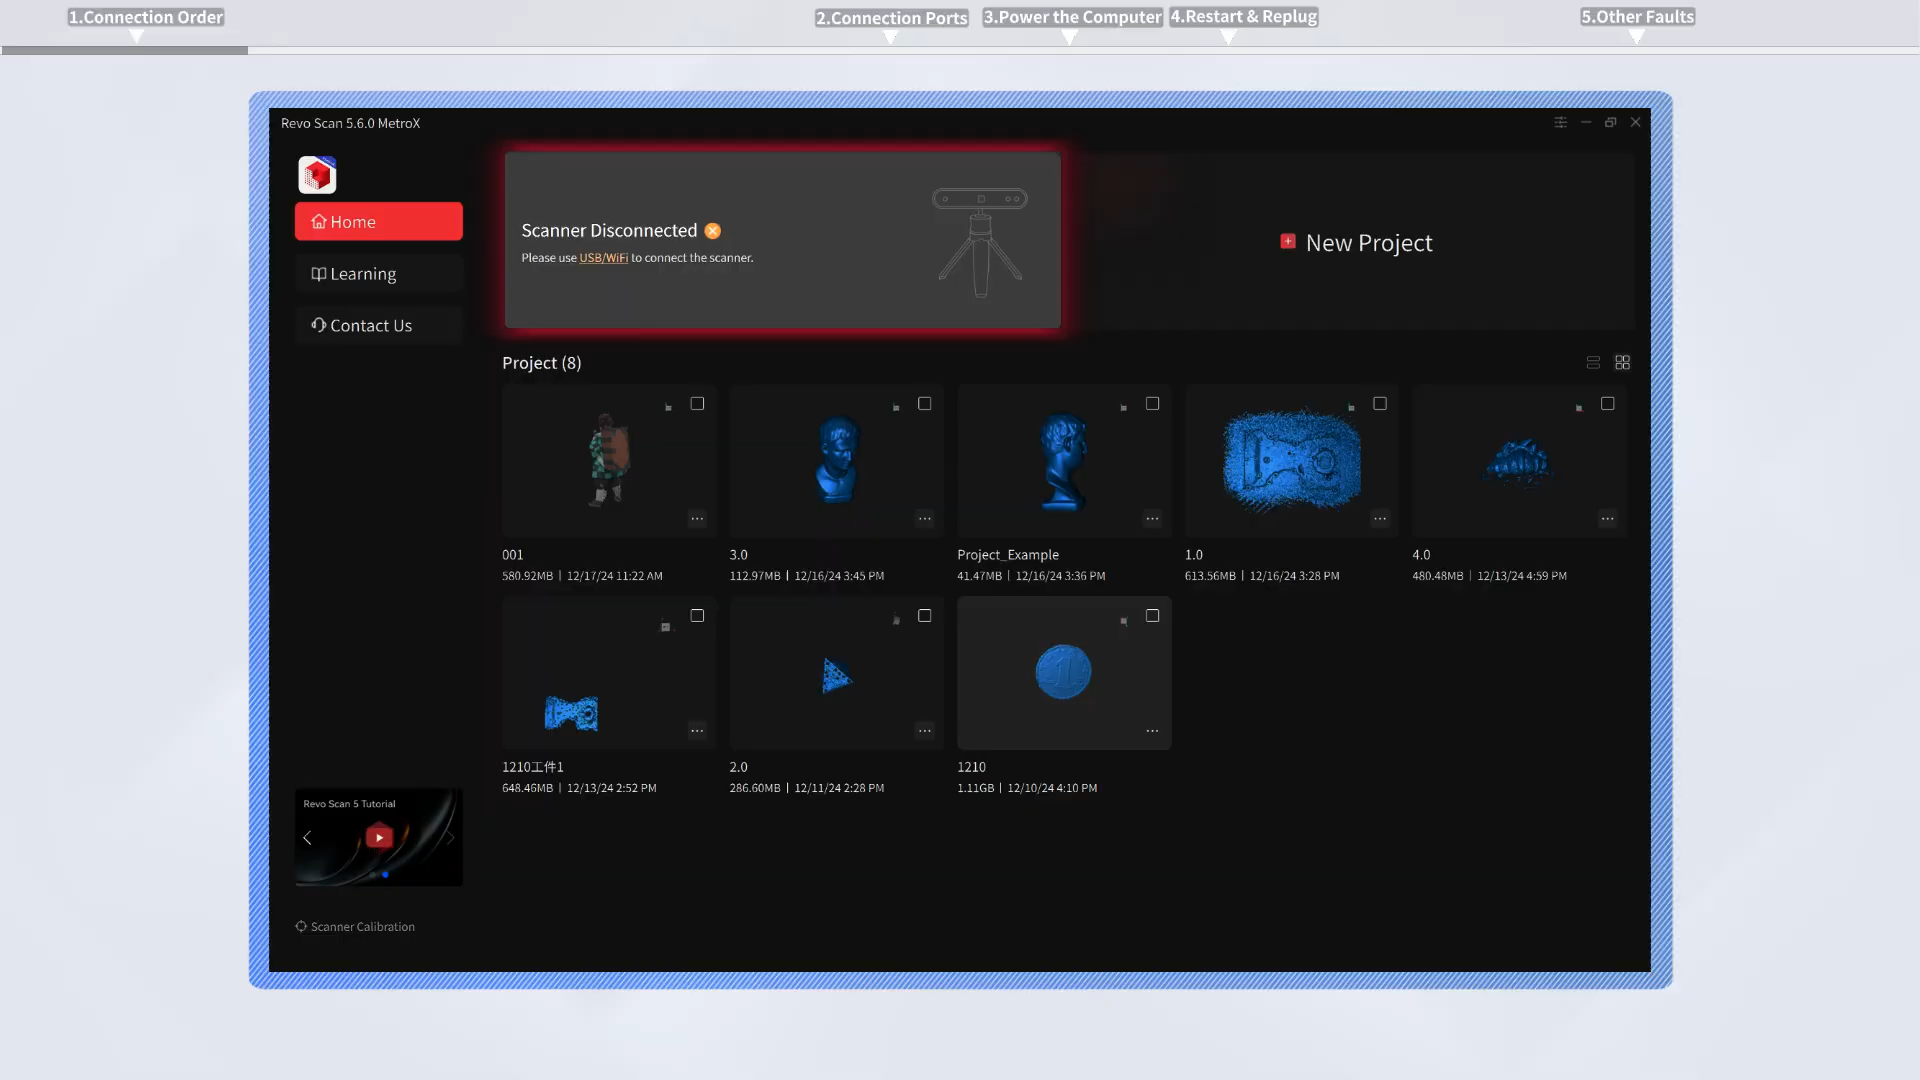 1.Connection Order
2.Connection Ports
3.Power the Computer
4.Restart & Replug
5.Other Faults
Revo Scan 5.6.0 MetroX
Home
Learning
Contact Us
Scanner Disconnected
Please use USB/WiFi to connect the scanner.
New Project
Project (8)
001
580.92MB | 12/17/24 11:22 AM
3.0
112.97MB | 12/16/24 3:45 PM
Project_Example
41.47MB | 12/16/24 3:36 PM
1.0
613.56MB | 12/16/24 3:28 PM
4.0
480.48MB | 12/13/24 4:59 PM
1210工件1
648.46MB | 12/13/24 2:52 PM
2.0
286.60MB | 12/11/24 2:28 PM
1210
1.11GB | 12/10/24 4:10 PM
Revo Scan 5 Tutorial
Scanner Calibration